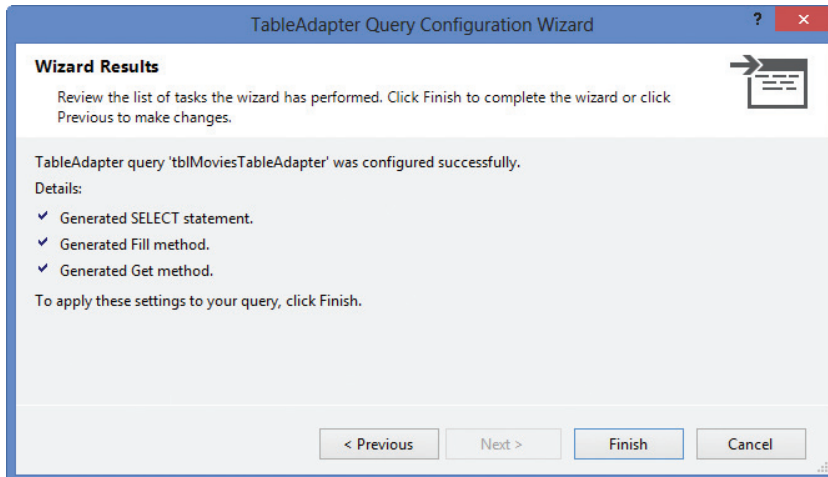 TableAdapter Query Configuration Wizard
?
Wizard Results
Review the list of tasks the wizard has performed. Click Finish to complete the wizard or click
Previous to make changes.
TableAdapter query 'tblMoviesTableAdapter' was configured successfully.
Details:
Generated SELECT statement.
Generated Fill method.
Generated Get method.
To apply these settings to your query, click Finish.
< Previous
Next >
Finish
Cancel